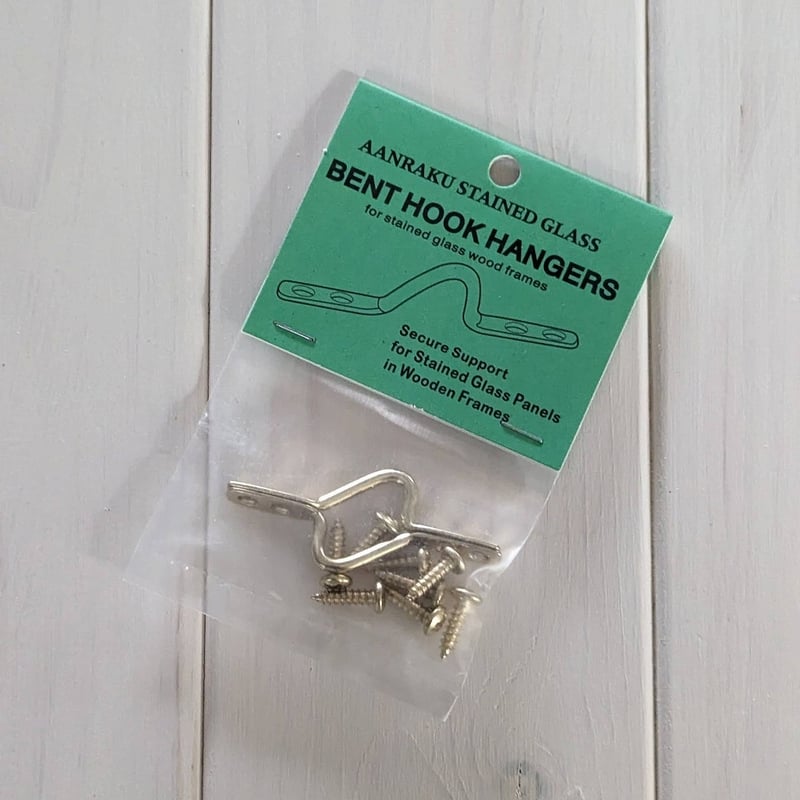 AANRAKU STAINED GLASS
BENT HOOK HANGERS
for stained glass wood frames
Secure Support
for Stained Glass Panels
in Wooden Frames